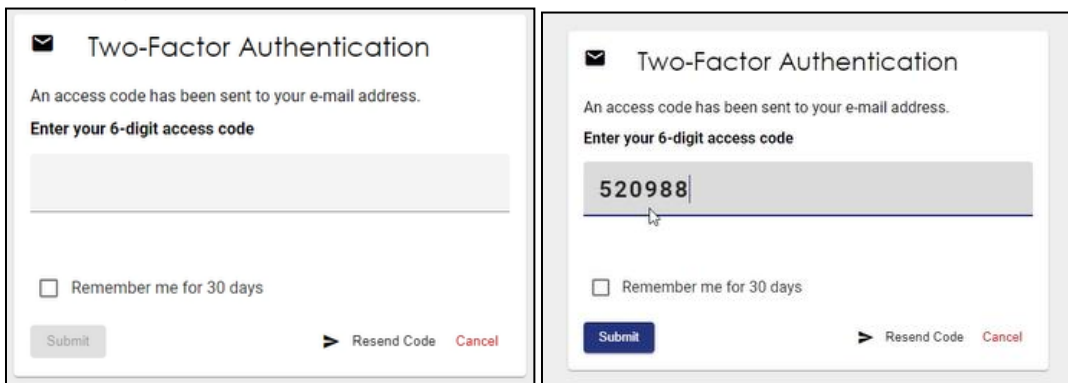 Two-Factor Authentication
An access code has been sent to your e-mail address.
Enter your 6-digit access code
Remember me for 30 days
Submit
Resend Code
Cancel
Two-Factor Authentication
An access code has been sent to your e-mail address.
Enter your 6-digit access code
520988
Remember me for 30 days
Submit
Resend Code
Cancel